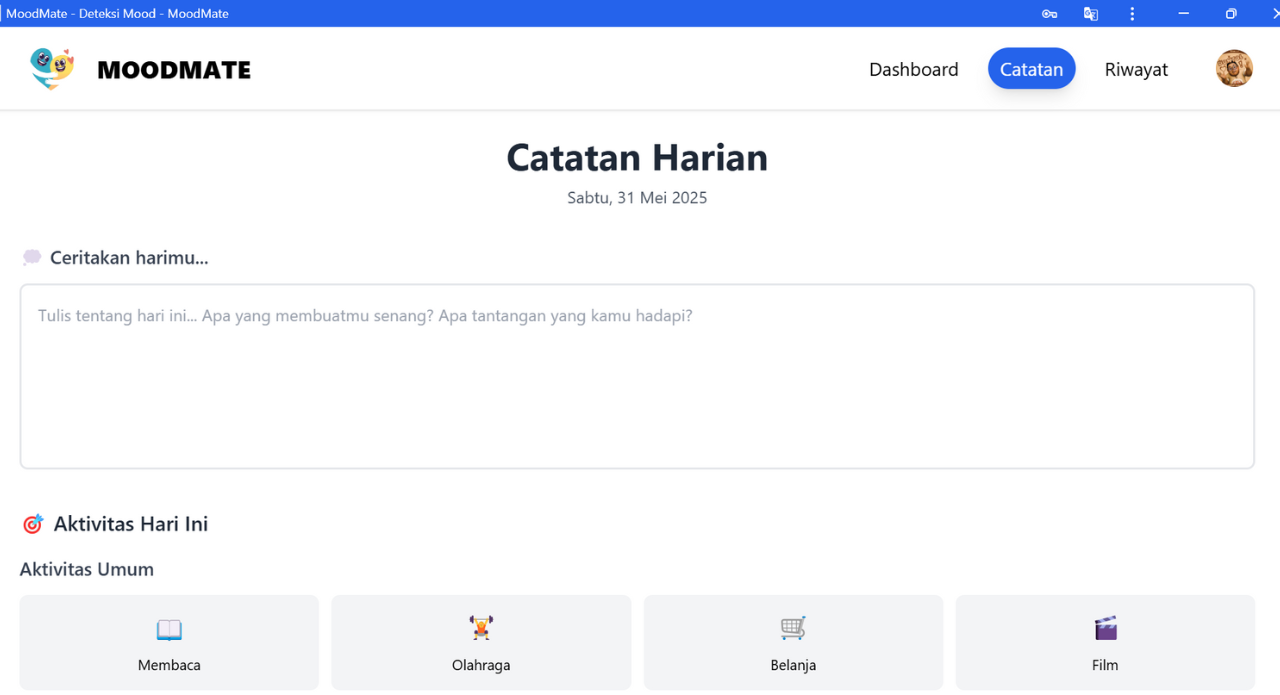 MoodMate - Deteksi Mood - MoodMate
MOODMATE
Dashboard
Catatan
Riwayat
Catatan Harian
Sabtu, 31 Mei 2025
Ceritakan harimu...
Tulis tentang hari ini... Apa yang membuatmu senang? Apa tantangan yang kamu hadapi?
Aktivitas Hari Ini
Aktivitas Umum
Membaca
Olahraga
Belanja
Film